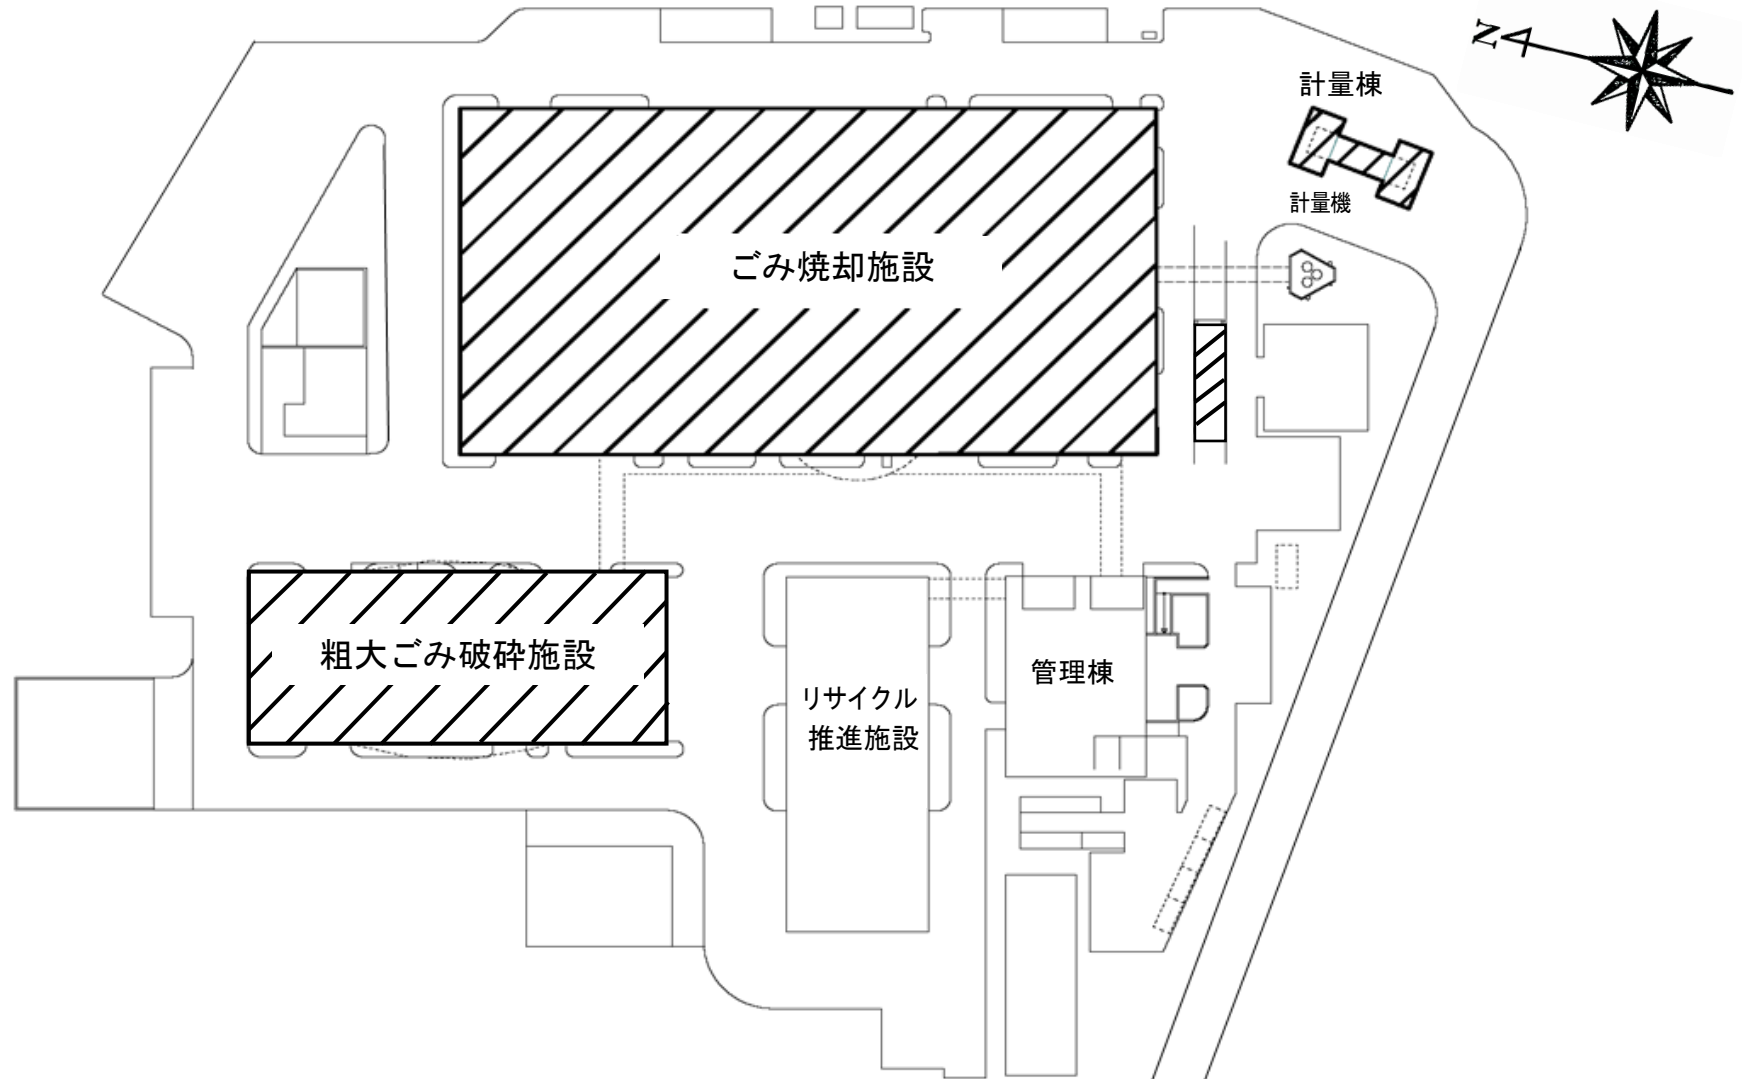 N
計量棟
計量機
ごみ焼却施設
粗大ごみ破砕施設
リサイクル
推進施設
管理棟